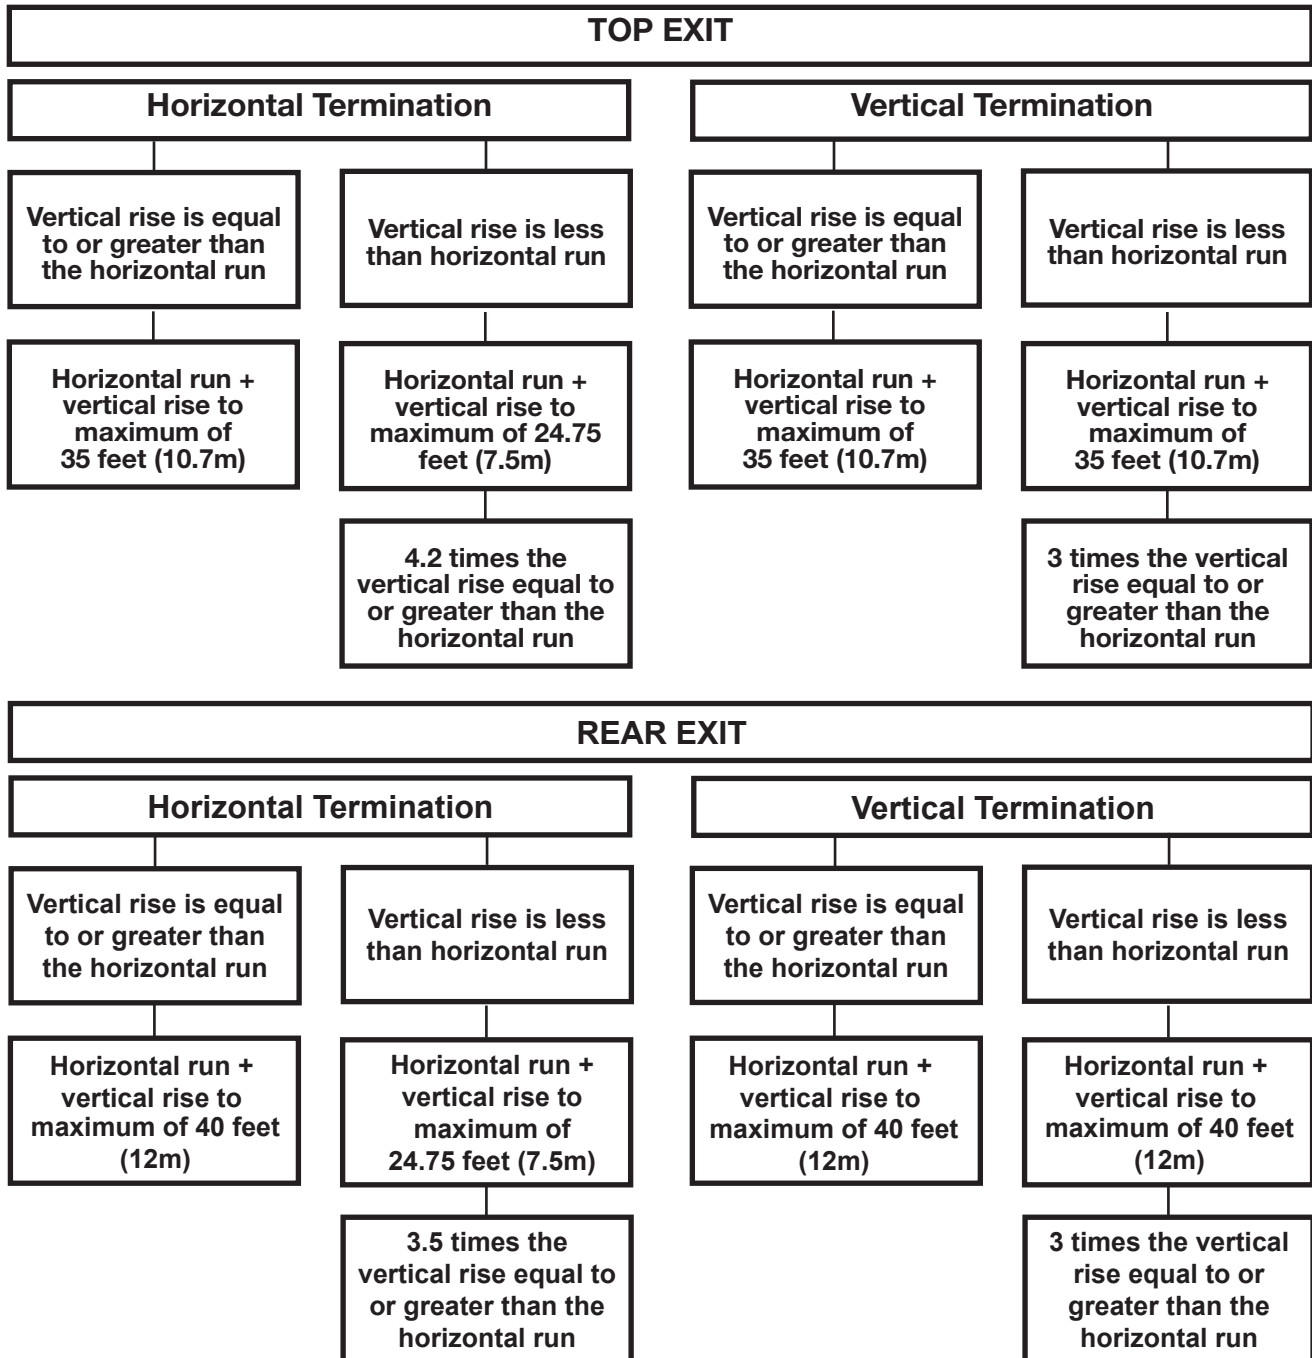 TOP EXIT
Horizontal Termination
Vertical rise is equal
to or greater than
the horizontal run
Horizontal run +
vertical rise to
maximum of
35 feet (10.7m)
Vertical rise is less
than horizontal run
Horizontal run +
vertical rise to
maximum of 24.75
feet (7.5m)
4.2 times the
vertical rise equal to
or greater than the
horizontal run
Vertical Termination
Vertical rise is equal
to or greater than
the horizontal run
Horizontal run +
vertical rise to
maximum of
35 feet (10.7m)
Vertical rise is less
than horizontal run
Horizontal run +
vertical rise to
maximum of
35 feet (10.7m)
3 times the vertical
rise equal to or
greater than the
horizontal run
REAR EXIT
Horizontal Termination
Vertical rise is equal
to or greater than
the horizontal run
Horizontal run +
vertical rise to
maximum of 40 feet
(12m)
Vertical rise is less
than horizontal run
Horizontal run +
vertical rise to
maximum of
24.75 feet (7.5m)
3.5 times the
vertical rise equal to
or greater than the
horizontal run
Vertical Termination
Vertical rise is equal
to or greater than
the horizontal run
Horizontal run +
vertical rise to
maximum of 40 feet
(12m)
Vertical rise is less
than horizontal run
Horizontal run +
vertical rise to
maximum of 40 feet
(12m)
3 times the vertical
rise equal to or
greater than the
horizontal run